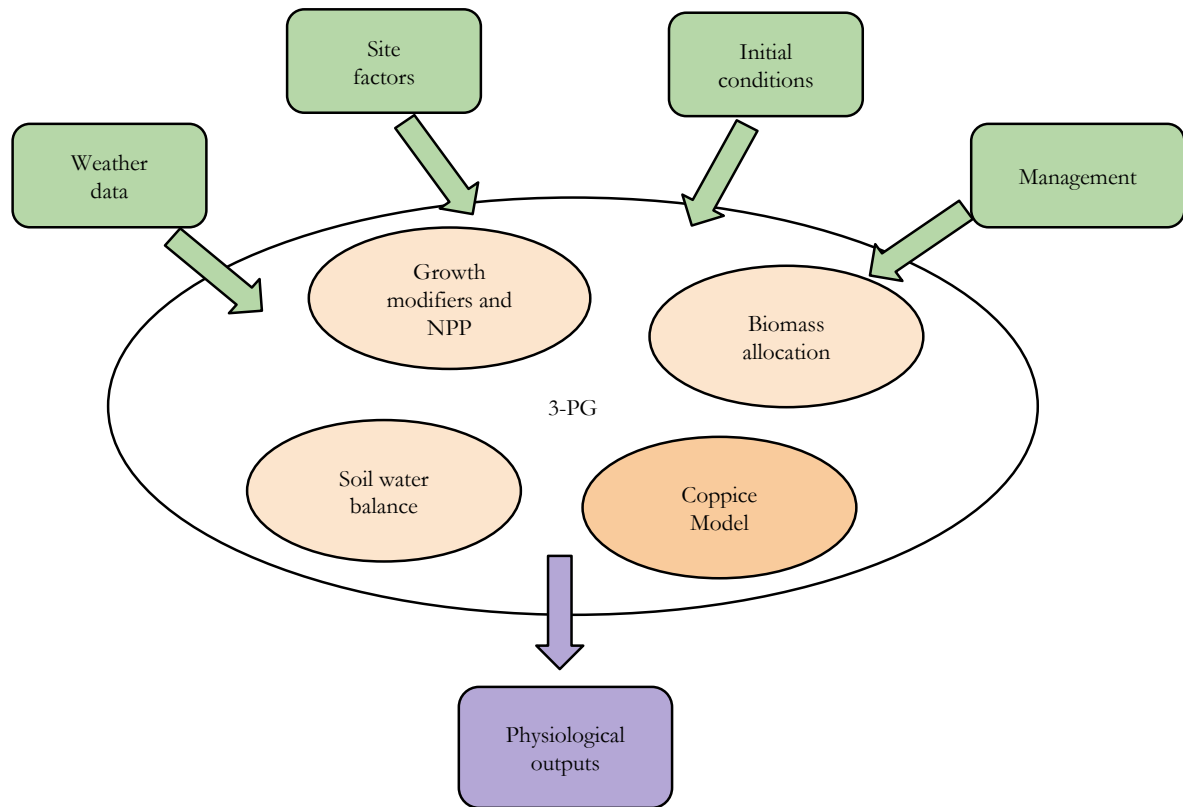 Site
factors
Initial
conditions
Weather
data
Management
Growth
modifiers and
NPP
Biomass
allocation
3-PG
Soil water
balance
Coppice
Model
Physiological
outputs